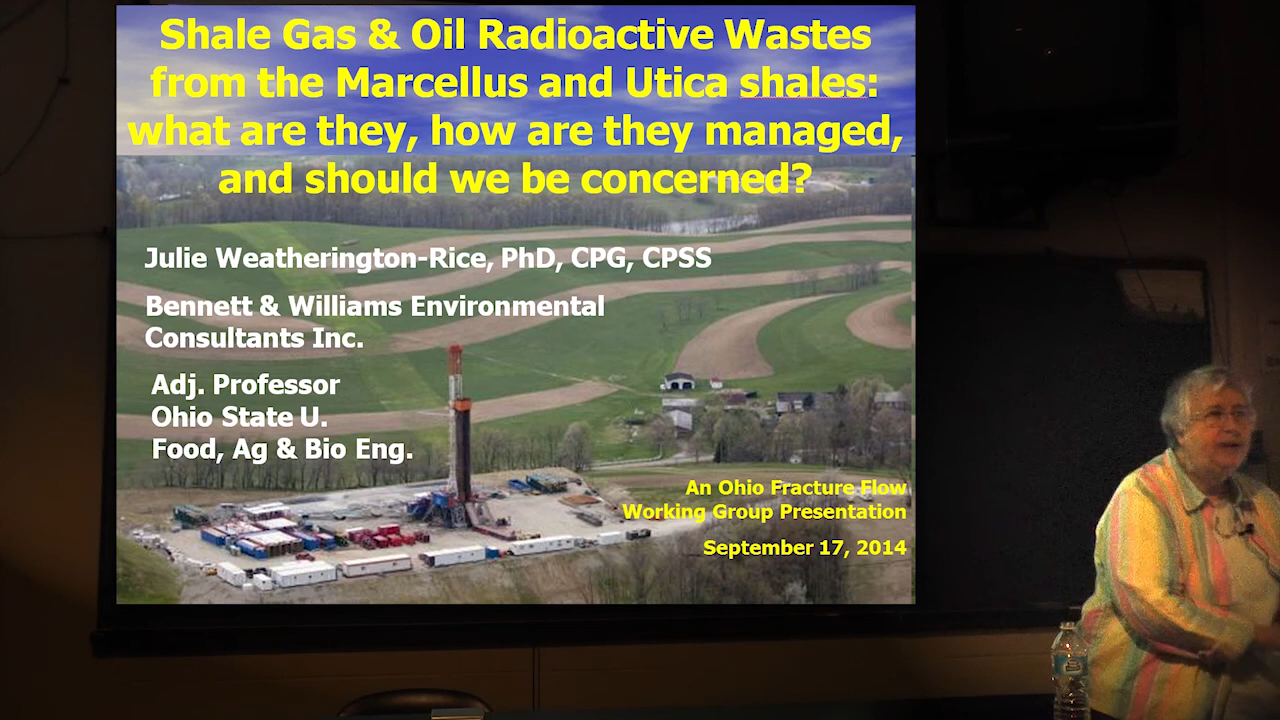 Shale Gas & Oil Radioactive Wastes
from the Marcellus and Utica shales:
what are they, how are they managed,
and should we be concerned?
Julie Weatherington-Rice, PhD, CPG, CPSS
Bennett & Williams Environmental
Consultants Inc.
Adj. Professor
Ohio State U.
Food, Ag & Bio Eng.
An Ohio Fracture Flow
Working Group Presentation
September 17, 2014